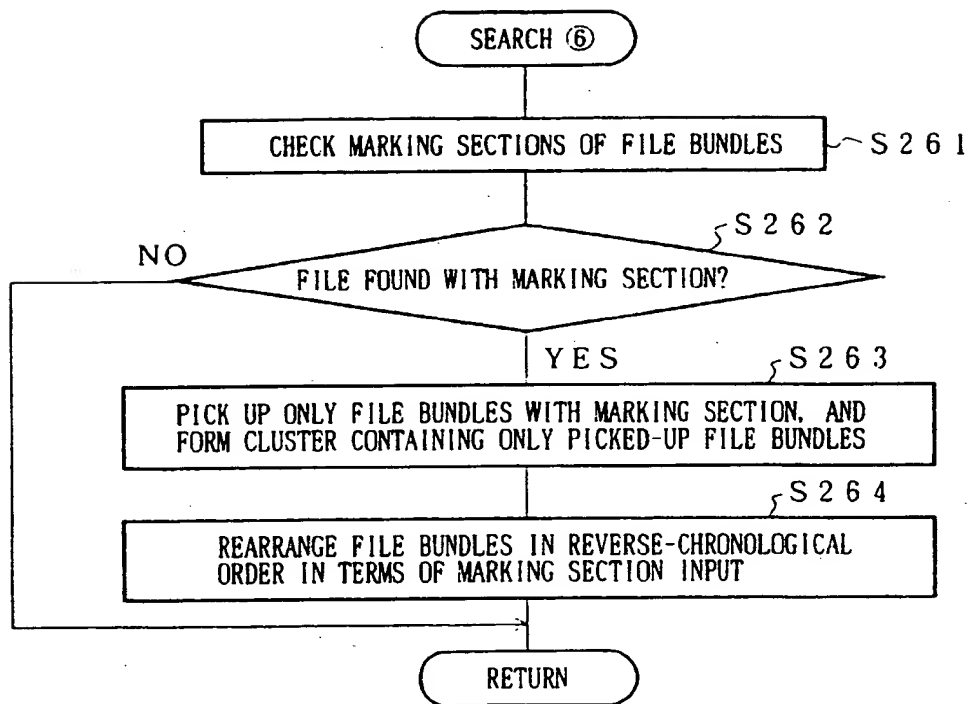 SEARCH ⑥
CHECK MARKING SECTIONS OF FILE BUNDLES
S261
S262
NO
FILE FOUND WITH MARKING SECTION?
YES
S263
PICK UP ONLY FILE BUNDLES WITH MARKING SECTION, AND
FORM CLUSTER CONTAINING ONLY PICKED-UP FILE BUNDLES
S264
REARRANGE FILE BUNDLES IN REVERSE-CHRONOLOGICAL
ORDER IN TERMS OF MARKING SECTION INPUT
RETURN